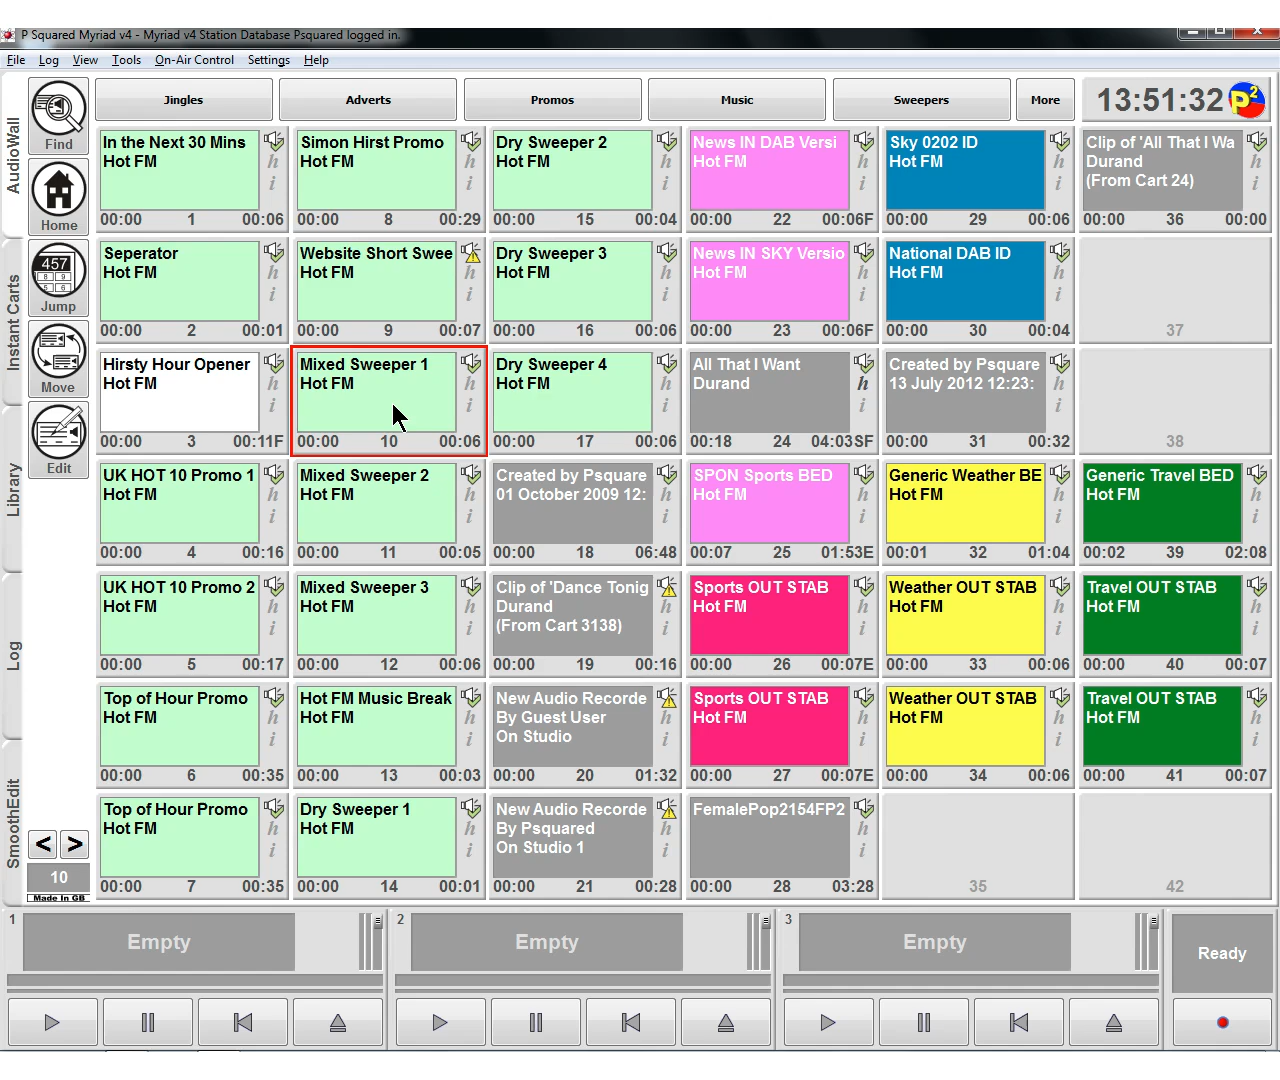 P Squared Myriad v4 - Myriad v4 Station Database Psquared logged in.
File Log View Tools On-Air Control Settings Help
AudioWall
Instant Carts
Library
Log
SmoothEdit
Find
Home
457
Jump
Move
Edit
< >
10
Made In GB
Jingles Adverts Promos Music Sweepers More 13:51:32 P2
In the Next 30 Mins
Hot FM
00:00 1 00:06
Simon Hirst Promo
Hot FM
00:00 8 00:29
Dry Sweeper 2
Hot FM
00:00 15 00:04
News IN DAB Versi
Hot FM
00:00 22 00:06F
Sky 0202 ID
Hot FM
00:00 29 00:06
Clip of 'All That I Wa
Durand
(From Cart 24)
00:00 36 00:00
Seperator
Hot FM
00:00 2 00:01
Website Short Swee
Hot FM
00:00 9 00:07
Dry Sweeper 3
Hot FM
00:00 16 00:06
News IN SKY Versio
Hot FM
00:00 23 00:06F
National DAB ID
Hot FM
00:00 30 00:04
37
Hirsty Hour Opener
Hot FM
00:00 3 00:11F
Mixed Sweeper 1
Hot FM
00:00 10 00:06
Dry Sweeper 4
Hot FM
00:00 17 00:06
All That I Want
Durand
00:18 24 04:03SF
Created by Psquare
13 July 2012 12:23:
00:00 31 00:32
38
UK HOT 10 Promo 1
Hot FM
00:00 4 00:16
Mixed Sweeper 2
Hot FM
00:00 11 00:05
Created by Psquare
01 October 2009 12:
00:00 18 06:48
SPON Sports BED
Hot FM
00:07 25 01:53E
Generic Weather BE
Hot FM
00:01 32 01:04
Generic Travel BED
Hot FM
00:02 39 02:08
UK HOT 10 Promo 2
Hot FM
00:00 5 00:17
Mixed Sweeper 3
Hot FM
00:00 12 00:06
Clip of 'Dance Tonig
Durand
(From Cart 3138)
00:00 19 00:16
Sports OUT STAB
Hot FM
00:00 26 00:07E
Weather OUT STAB
Hot FM
00:00 33 00:06
Travel OUT STAB
Hot FM
00:00 40 00:07
Top of Hour Promo
Hot FM
00:00 6 00:35
Hot FM Music Break
Hot FM
00:00 13 00:03
New Audio Recorde
By Guest User
On Studio
00:00 20 01:32
Sports OUT STAB
Hot FM
00:00 27 00:07E
Weather OUT STAB
Hot FM
00:00 34 00:06
Travel OUT STAB
Hot FM
00:00 41 00:07
Top of Hour Promo
Hot FM
00:00 7 00:35
Dry Sweeper 1
Hot FM
00:00 14 00:01
New Audio Recorde
By Psquared
On Studio 1
00:00 21 00:28
FemalePop2154FP2
00:00 28 03:28
35
42
1 Empty
2 Empty
3 Empty
Ready